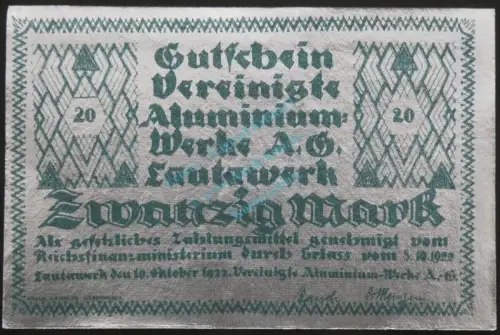 Gutschein
Vereinigte
Aluminium-
Werke A.G.
Lautawerk
20
20
Zwanzig Mark
Als gesetzliches Zahlungsmittel genehmigt vom
Reichsfinanzministerium durch Erlass vom 5.10.1922
Lautawerk den 10. Oktober 1922. Vereinigte Aluminium-Werke A.-G.